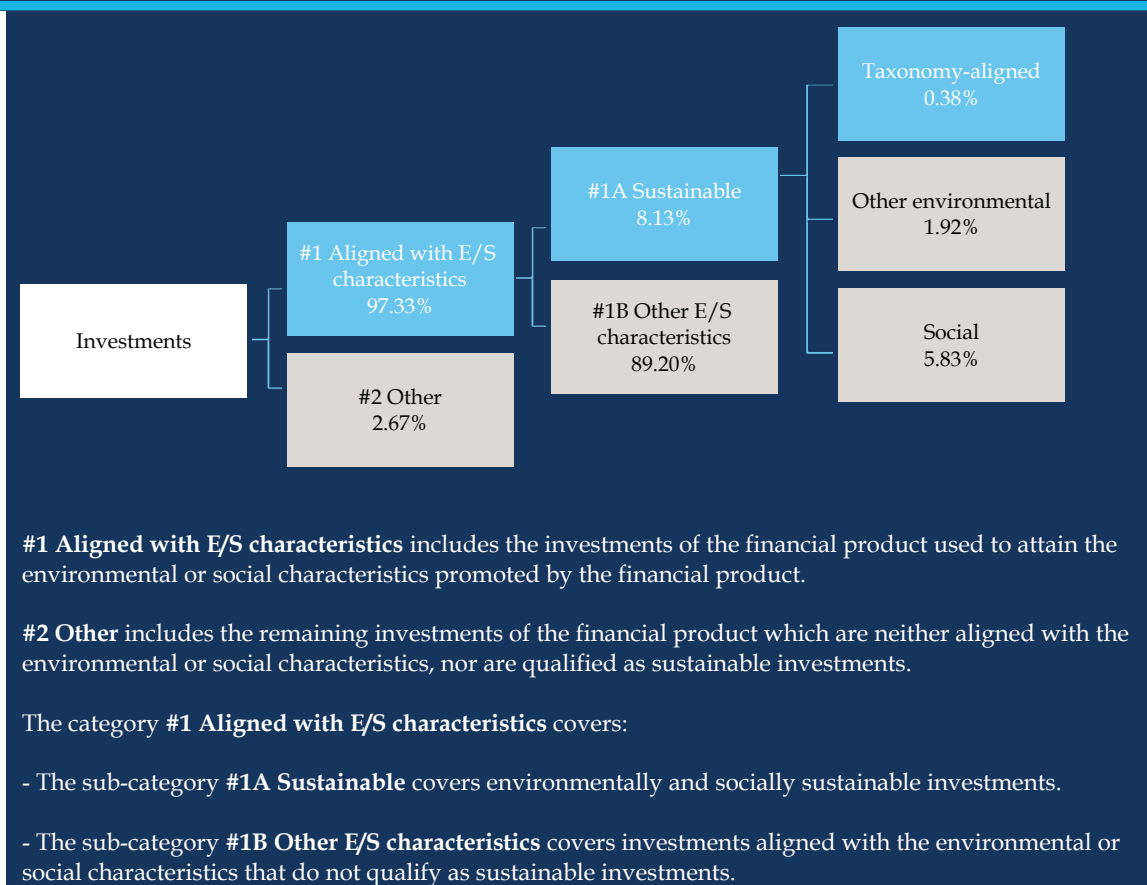 Investments
#1 Aligned with E/S
characteristics
97.33%
#2 Other
2.67%
#1A Sustainable
8.13%
#1B Other E/S
characteristics
89.20%
Taxonomy-aligned
0.38%
Other environmental
1.92%
Social
5.83%
#1 Aligned with E/S characteristics includes the investments of the financial product used to attain the
environmental or social characteristics promoted by the financial product.
#2 Other includes the remaining investments of the financial product which are neither aligned with the
environmental or social characteristics, nor are qualified as sustainable investments.
The category #1 Aligned with E/S characteristics covers:
- The sub-category #1A Sustainable covers environmentally and socially sustainable investments.
- The sub-category #1B Other E/S characteristics covers investments aligned with the environmental or
social characteristics that do not qualify as sustainable investments.